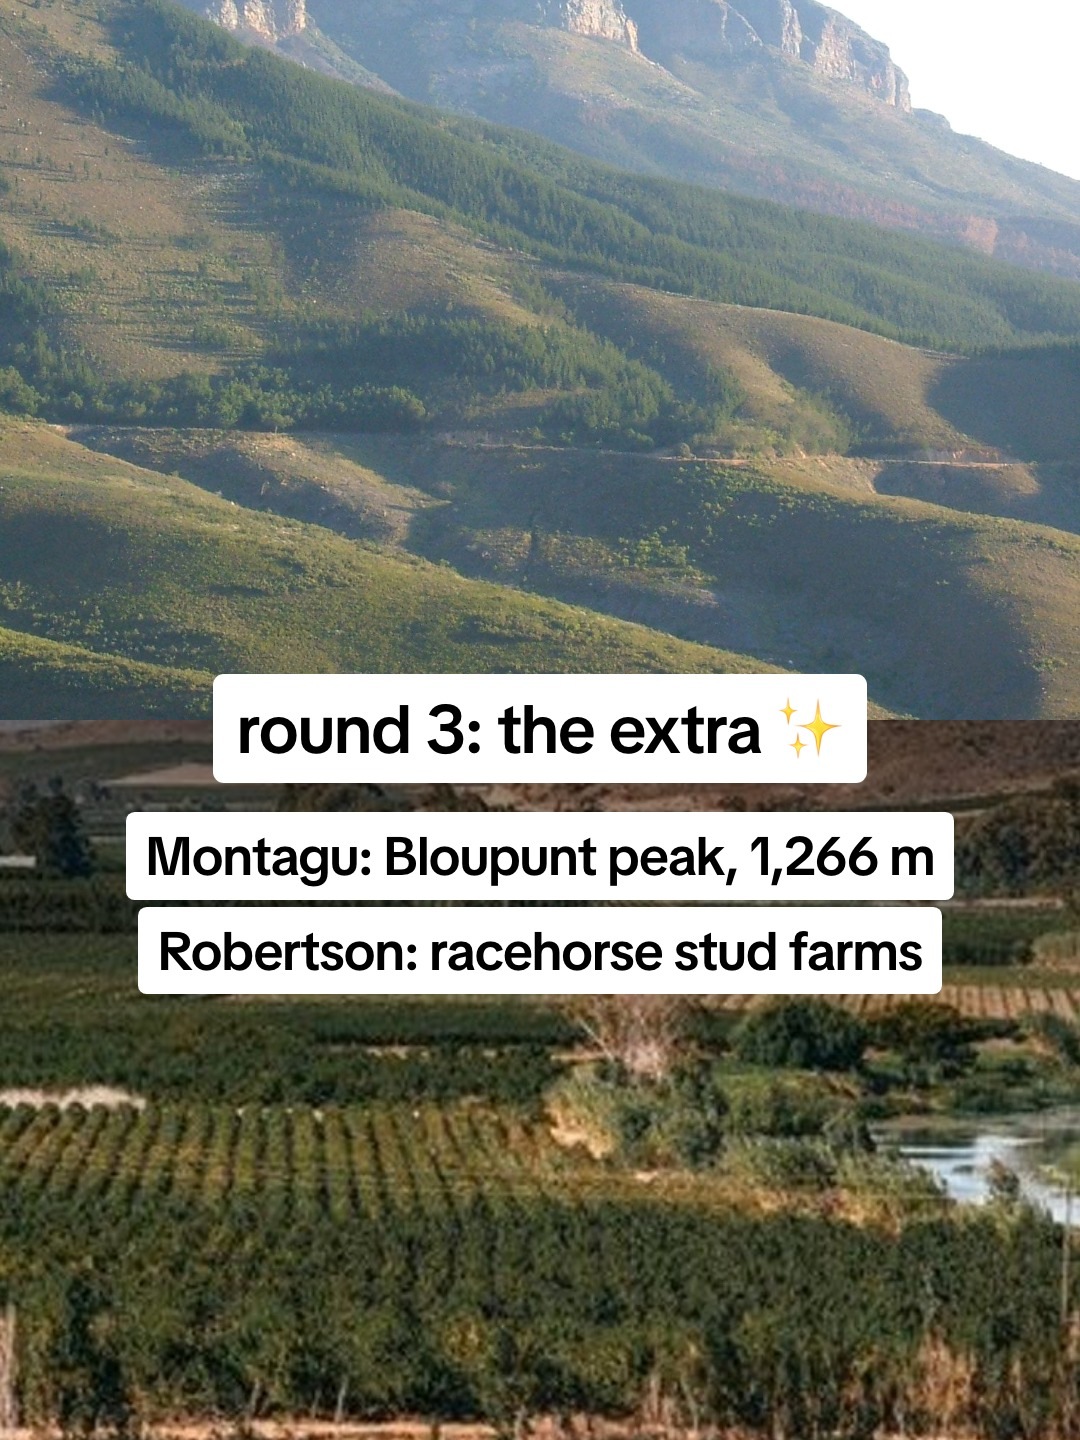 round 3: the extra ✨
Montagu: Bloupunt peak, 1,266 m
Robertson: racehorse stud farms